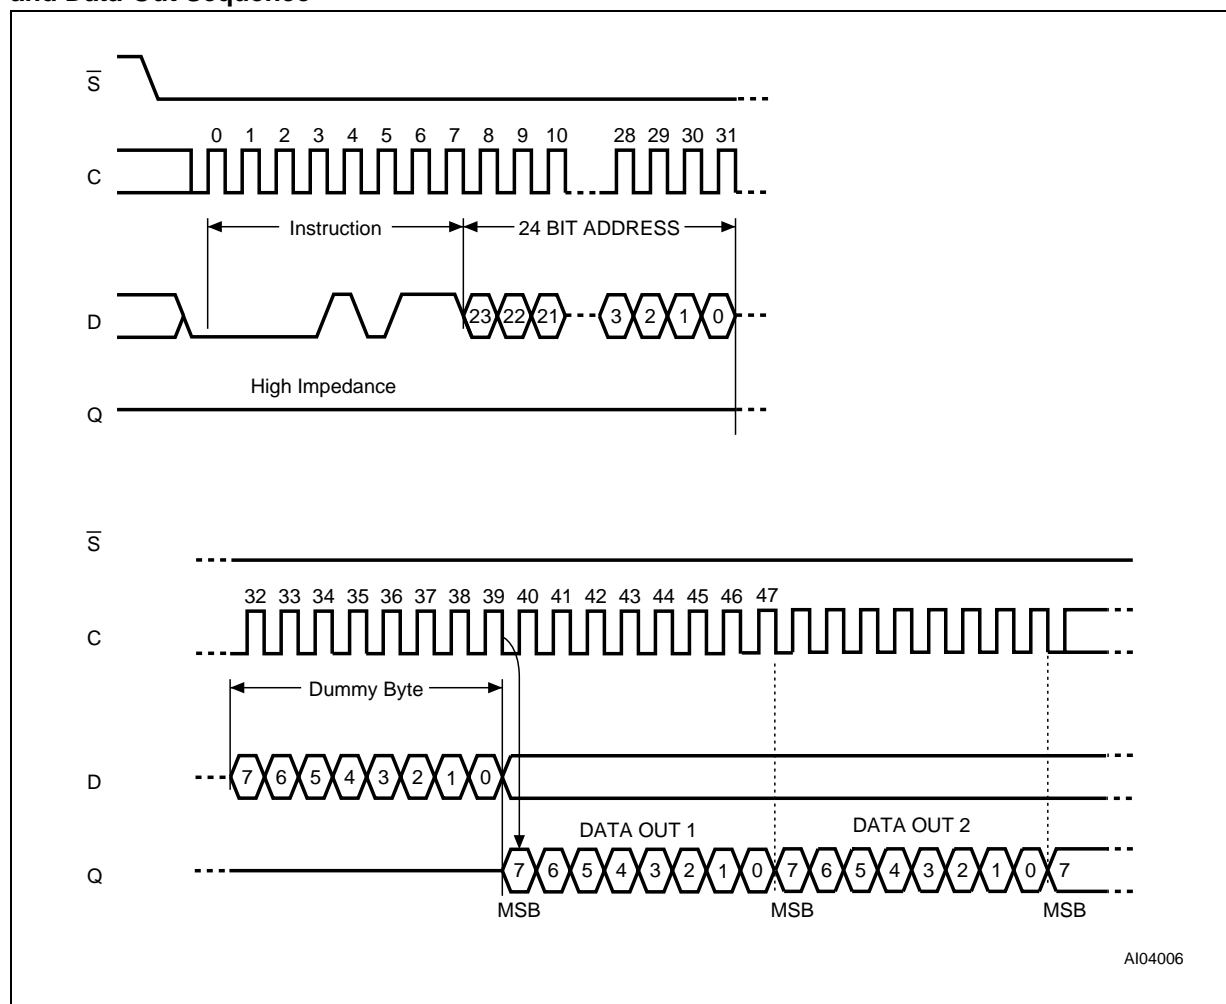 and Data-Out Sequence
S
0 1 2 3 4 5 6 7 8 9 10 28 29 30 31
C
Instruction 24 BIT ADDRESS
D 23 22 21 3 2 1 0
High Impedance
Q
S
32 33 34 35 36 37 38 39 40 41 42 43 44 45 46 47
C
Dummy Byte
D 7 6 5 4 3 2 1 0
DATA OUT 1 DATA OUT 2
Q 7 6 5 4 3 2 1 0 7 6 5 4 3 2 1 0 7
MSB MSB MSB
AI04006